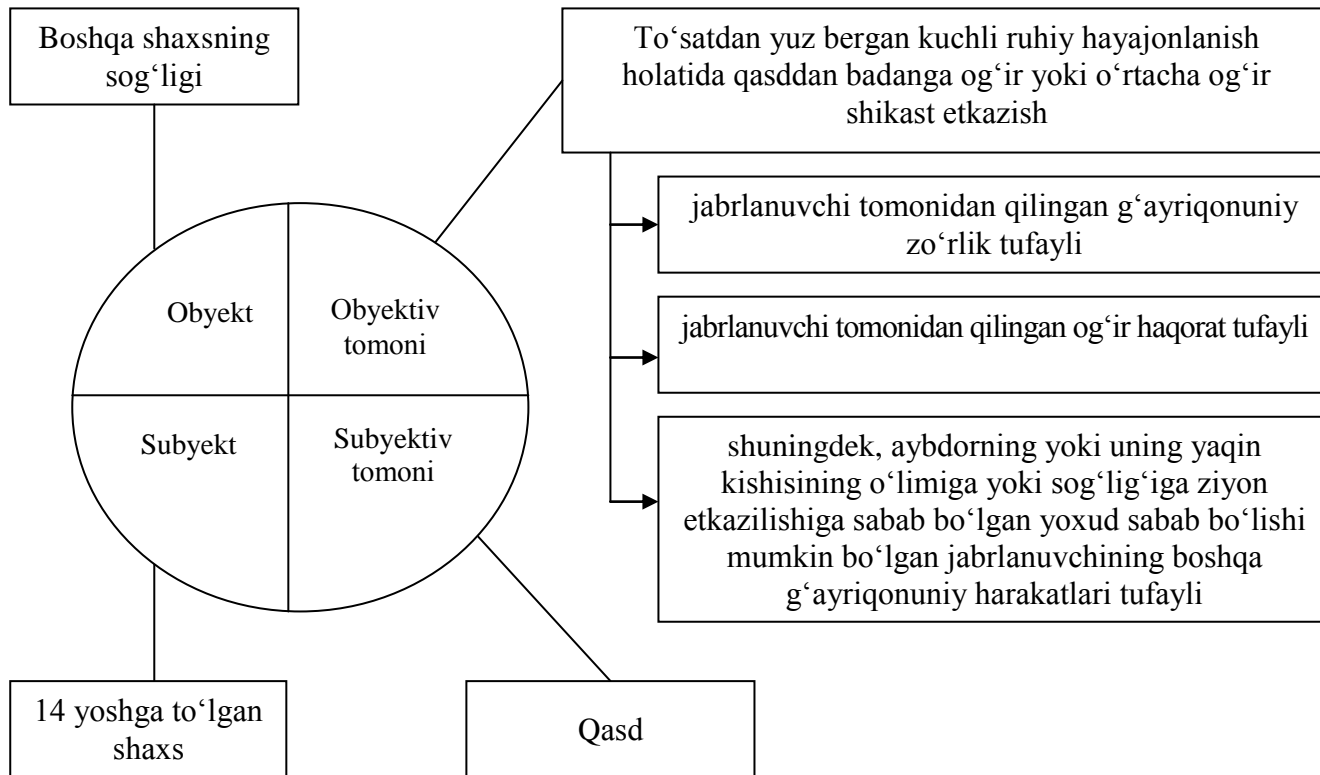 Boshqa shaxsning
sog‘ligi
To‘satdan yuz bergan kuchli ruhiy hayajonlanish
holatida qasddan badanga og‘ir yoki o‘rtacha og‘ir
shikast etkazish
jabrlanuvchi tomonidan qilingan g‘ayriqonuniy
zo‘rlik tufayli
jabrlanuvchi tomonidan qilingan og‘ir haqorat tufayli
shuningdek, aybdorning yoki uning yaqin
kishisining o‘limiga yoki sog‘lig‘iga ziyon
etkazilishiga sabab bo‘lgan yoxud sabab bo‘lishi
mumkin bo‘lgan jabrlanuvchining boshqa
g‘ayriqonuniy harakatlari tufayli
Obyekt
Obyektiv
tomoni
Subyekt
Subyektiv
tomoni
14 yoshga to‘lgan
shaxs
Qasd